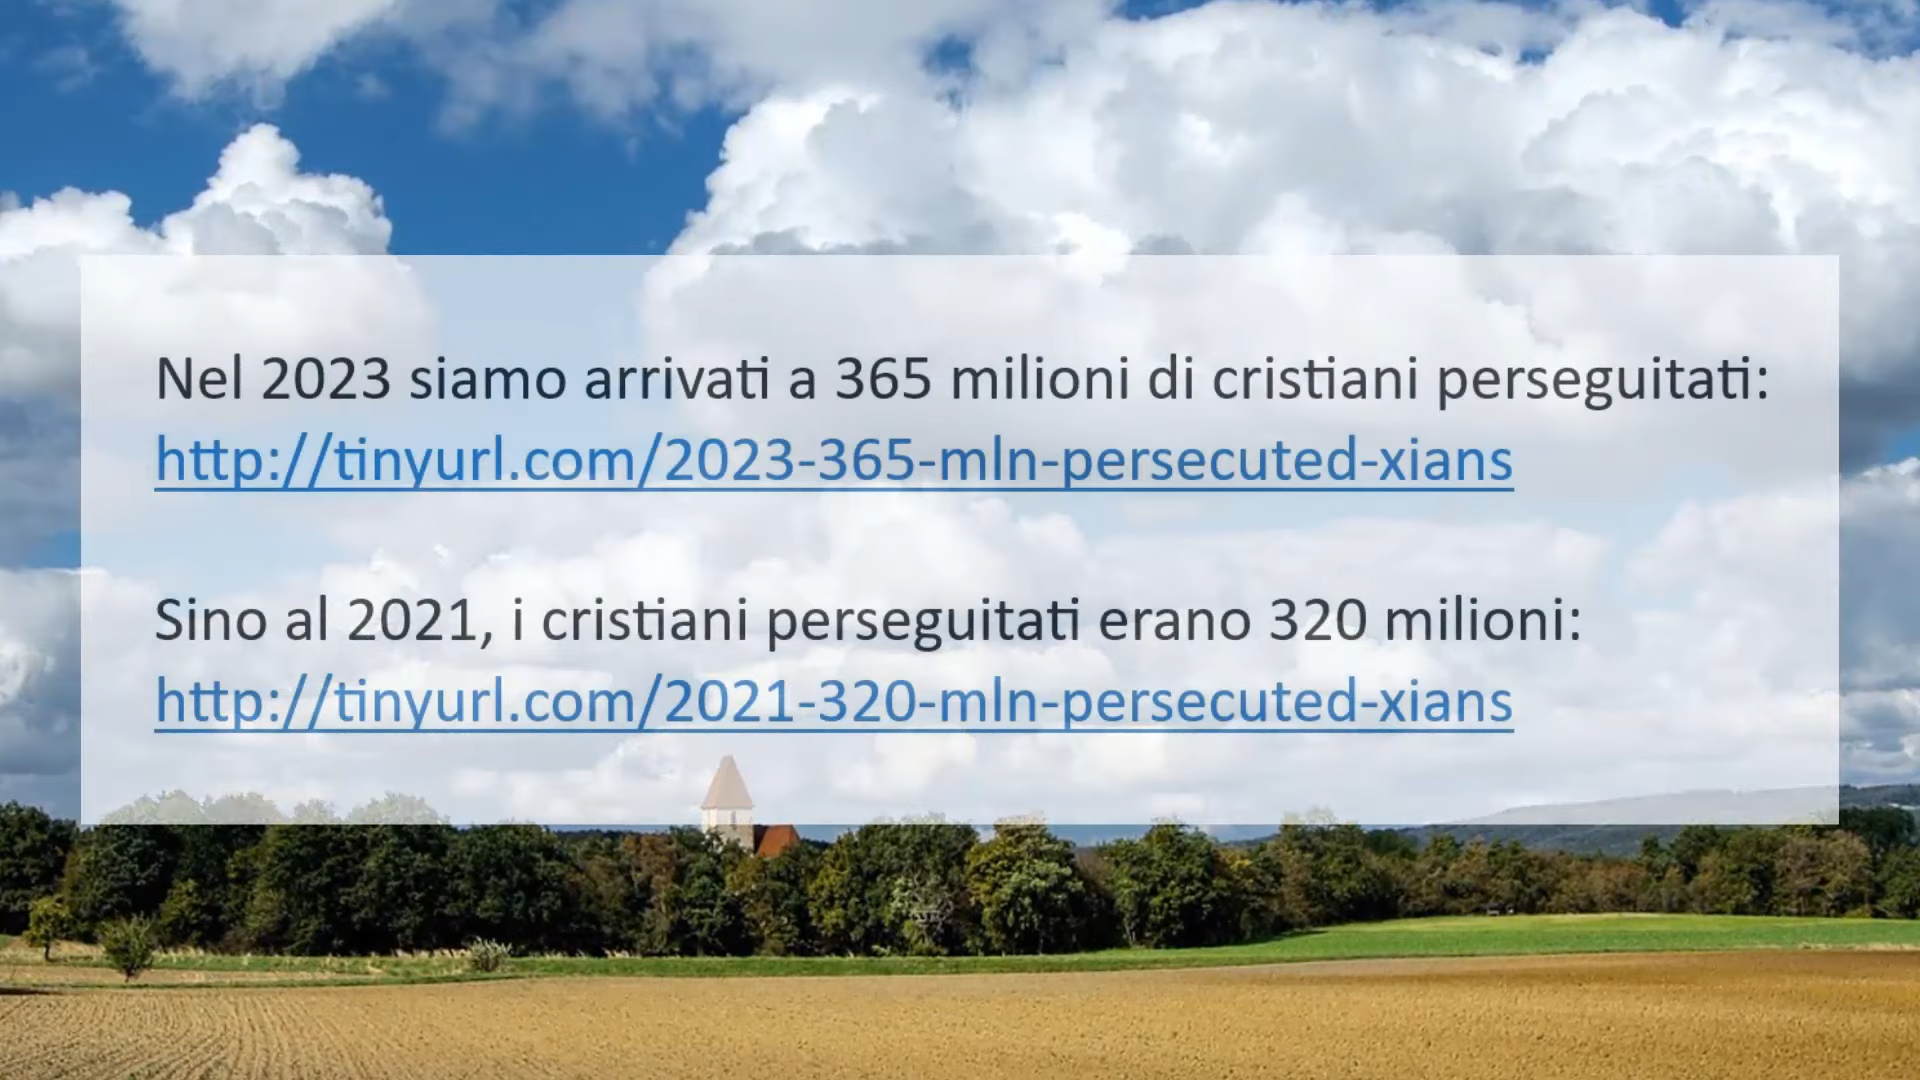 Nel 2023 siamo arrivati a 365 milioni di cristiani perseguitati:
http://tinyurl.com/2023-365-mln-persecuted-xians
Sino al 2021, i cristiani perseguitati erano 320 milioni:
http://tinyurl.com/2021-320-mln-persecuted-xians